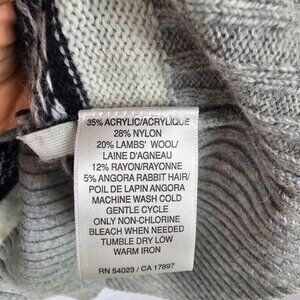 35% ACRYLIC/ACRYLIQUE
28% NYLON
20% LAMBS' WOOL/
LAINE D'AGNEAU
12% RAYON/RAYONNE
5% ANGORA RABBIT HAIR/
POIL DE LAPIN ANGORA
MACHINE WASH COLD
GENTLE CYCLE
ONLY NON-CHLORINE
BLEACH WHEN NEEDED
TUMBLE DRY LOW
WARM IRON
RN 54023 / CA 17897